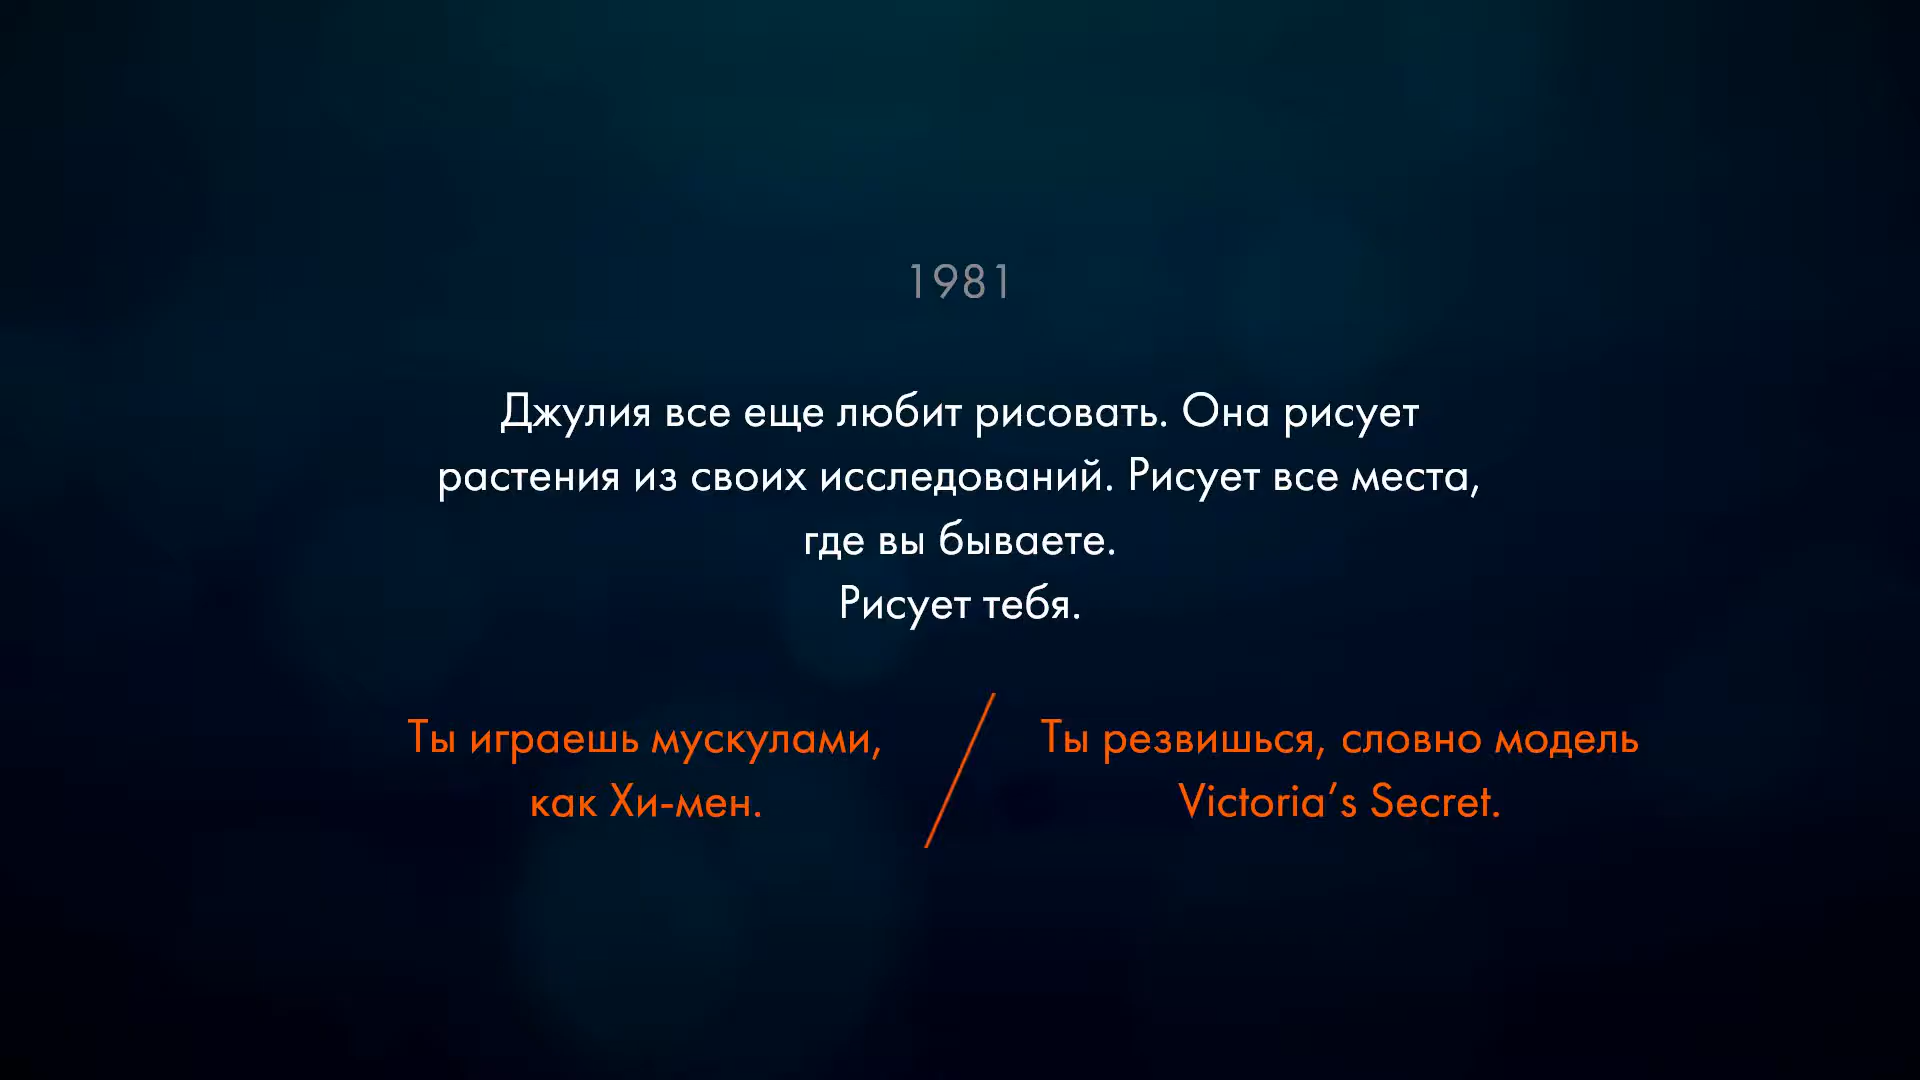 1981
Джулия все еще любит рисовать. Она рисует
растения из своих исследований. Рисует все места,
где вы бываете.
Рисует тебя.
Ты играешь мускулами,
как Хи-мен.
Ты резвишься, словно модель
Victoria’s Secret.